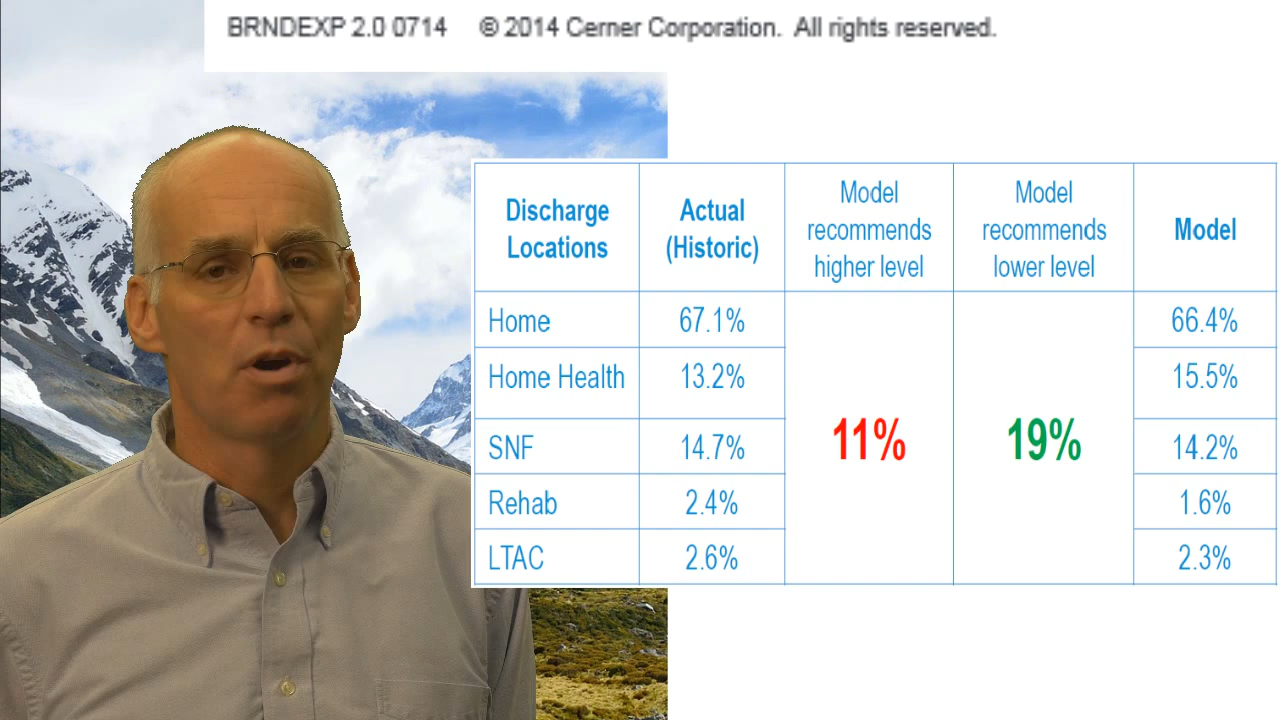 BRNDEXP 2.0 0714 © 2014 Cerner Corporation. All rights reserved.
Discharge
Locations
Actual
(Historic)
Model
recommends
higher level
Model
recommends
lower level
Model
Home
67.1%
66.4%
Home Health
13.2%
15.5%
11%
19%
SNF
14.7%
14.2%
Rehab
2.4%
1.6%
LTAC
2.6%
2.3%